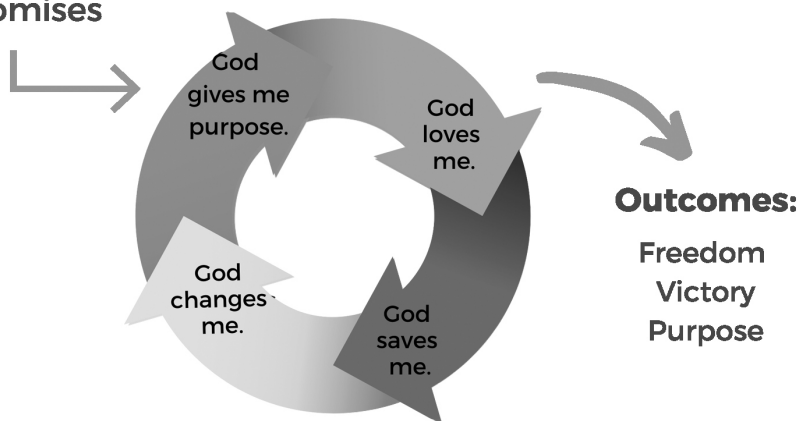 omises
God
gives me
purpose.
God
loves
me.
God
saves
me.
God
changes
me.
Outcomes:
Freedom
Victory
Purpose